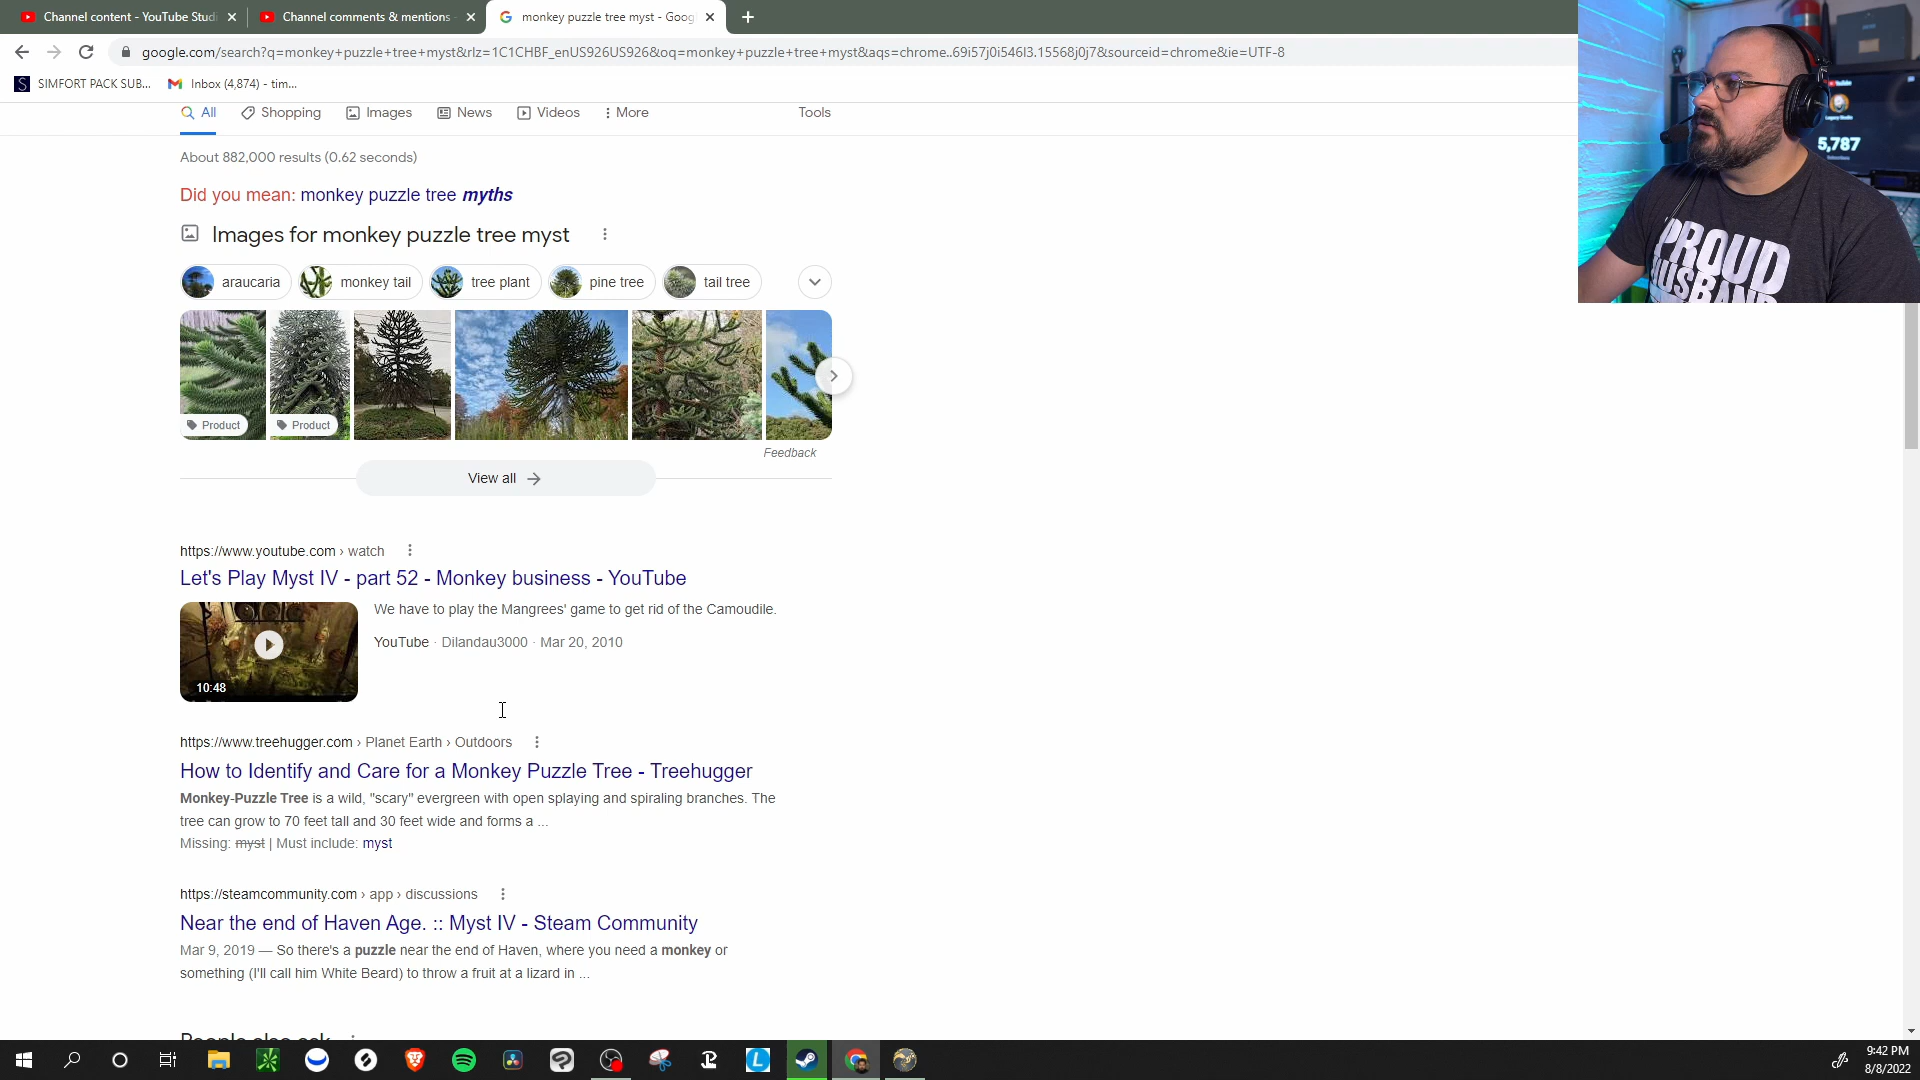 Channel content - YouTube Studi
Channel comments & mentions -
monkey puzzle tree myst - Goog
google.com/search?q=monkey+puzzle+tree+myst&rlz=1C1CHBF_enUS926US926&oq=monkey+puzzle+tree+myst&aqs=chrome..69i57j0i546l3.15568j0j7&sourceid=chrome&ie=UTF-8
SIMFORT PACK SUB...
Inbox (4,874) - tim...
All
Shopping
Images
News
Videos
More
Tools
About 882,000 results (0.62 seconds)
Did you mean: monkey puzzle tree myths
Images for monkey puzzle tree myst
araucaria
monkey tail
tree plant
pine tree
tail tree
Product
Product
Feedback
View all
https://www.youtube.com › watch
Let's Play Myst IV - part 52 - Monkey business - YouTube
We have to play the Mangrees' game to get rid of the Camoudile.
YouTube · Dilandau3000 · Mar 20, 2010
10:48
https://www.treehugger.com › Planet Earth › Outdoors
How to Identify and Care for a Monkey Puzzle Tree - Treehugger
Monkey-Puzzle Tree is a wild, "scary" evergreen with open splaying and spiraling branches. The
tree can grow to 70 feet tall and 30 feet wide and forms a ...
Missing: myst | Must include: myst
https://steamcommunity.com › app › discussions
Near the end of Haven Age. :: Myst IV - Steam Community
Mar 9, 2019 — So there's a puzzle near the end of Haven, where you need a monkey or
something (I'll call him White Beard) to throw a fruit at a lizard in ...
People also ask
5,787
PROUD
HUSBAND
9:42 PM
8/8/2022